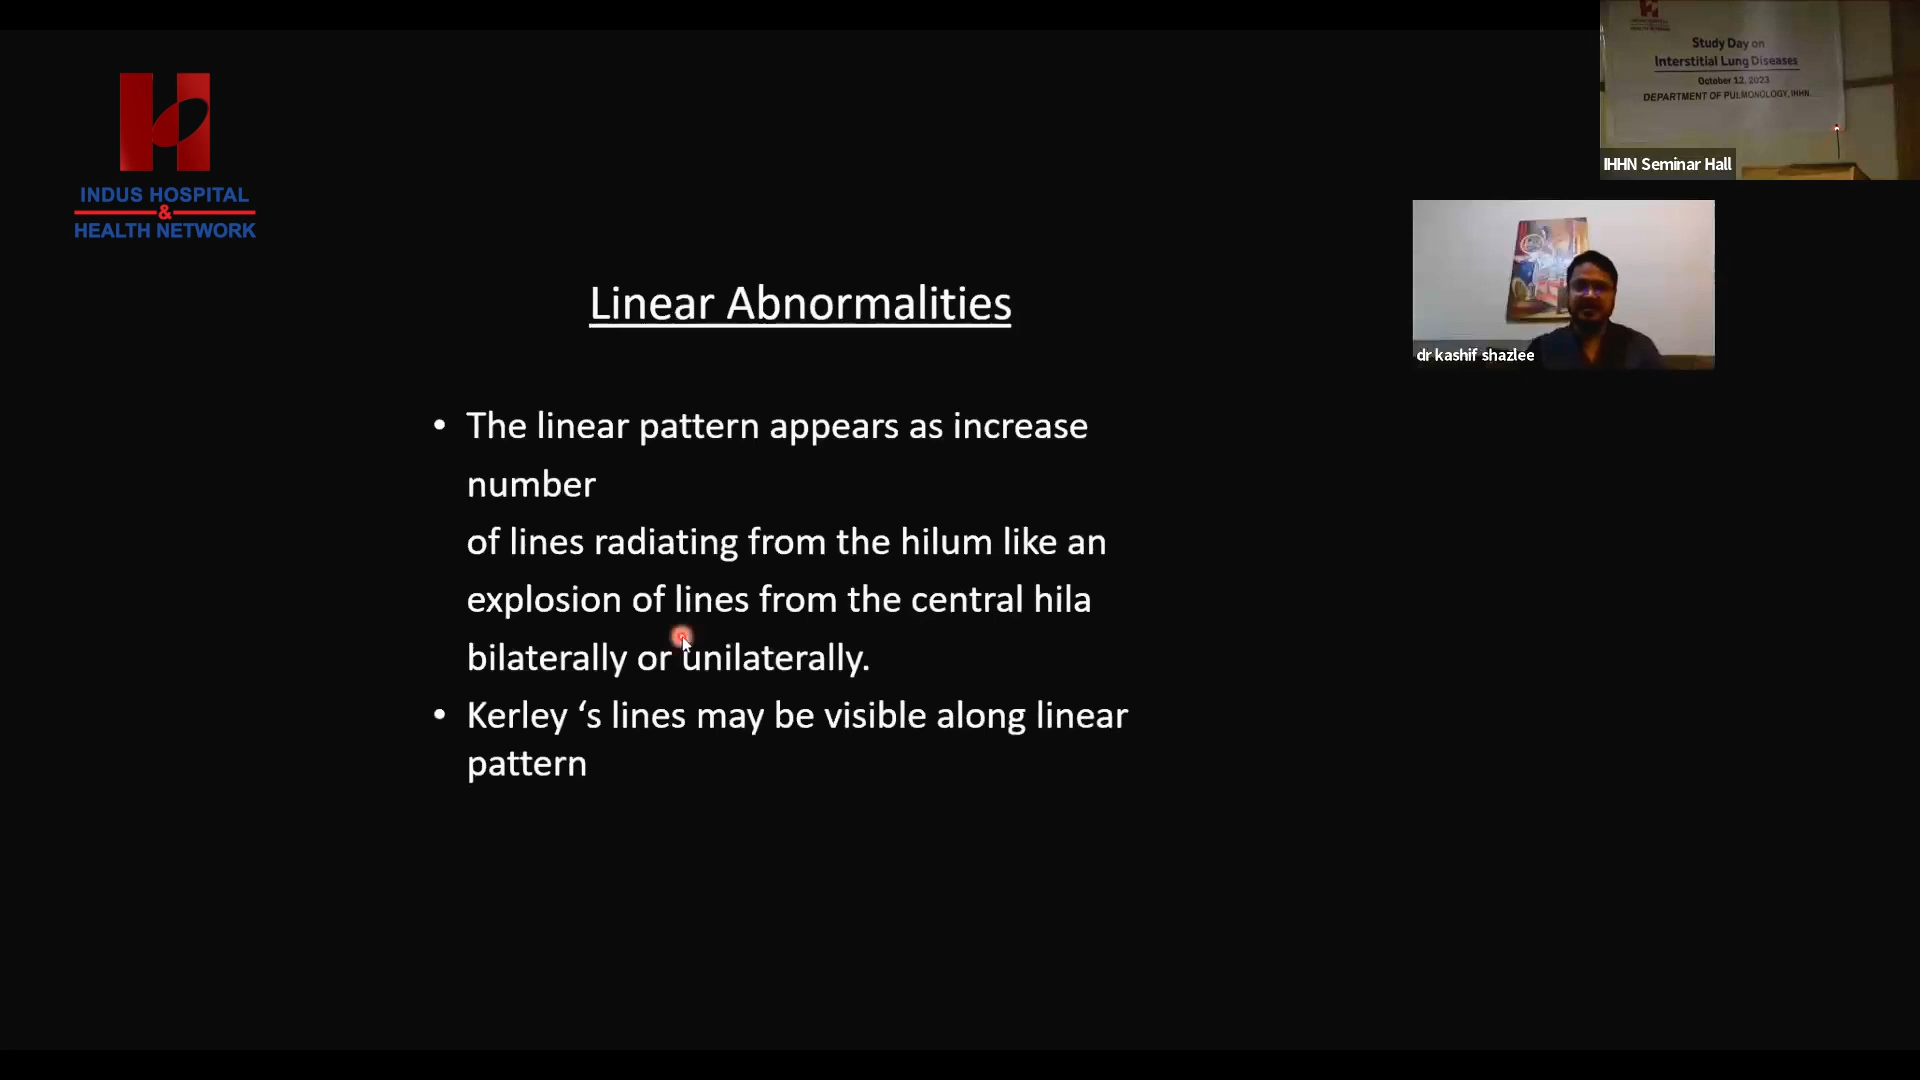 INDUS HOSPITAL
&
HEALTH NETWORK
Linear Abnormalities
• The linear pattern appears as increase
number
of lines radiating from the hilum like an
explosion of lines from the central hila
bilaterally or unilaterally.
• Kerley ‘s lines may be visible along linear
pattern
HEALTH NETWORK
Study Day on
Interstitial Lung Diseases
October 12, 2023
DEPARTMENT OF PULMONOLOGY, IHHN.
IHHN Seminar Hall
dr kashif shazlee